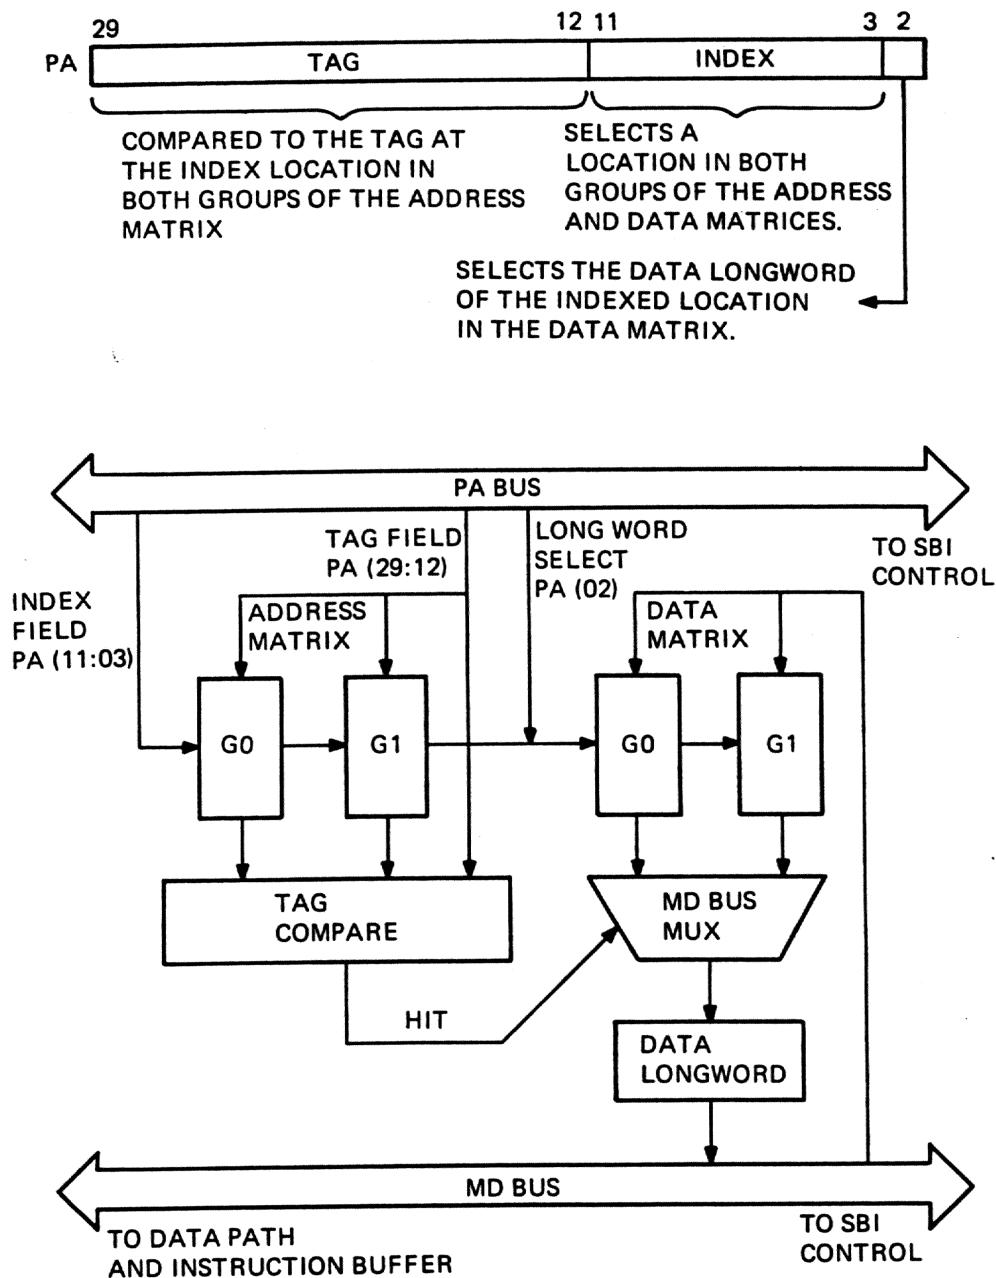 29 12 11 3 2
PA TAG INDEX
COMPARED TO THE TAG AT
THE INDEX LOCATION IN
BOTH GROUPS OF THE ADDRESS
MATRIX
SELECTS A
LOCATION IN BOTH
GROUPS OF THE ADDRESS
AND DATA MATRICES.
SELECTS THE DATA LONGWORD
OF THE INDEXED LOCATION
IN THE DATA MATRIX.
PA BUS
TO SBI
CONTROL
INDEX
FIELD
PA (11:03)
TAG FIELD
PA (29:12)
LONG WORD
SELECT
PA (02)
ADDRESS
MATRIX
DATA
MATRIX
G0
G1
G0
G1
TAG
COMPARE
MD BUS
MUX
HIT
DATA
LONGWORD
MD BUS
TO DATA PATH
AND INSTRUCTION BUFFER
TO SBI
CONTROL